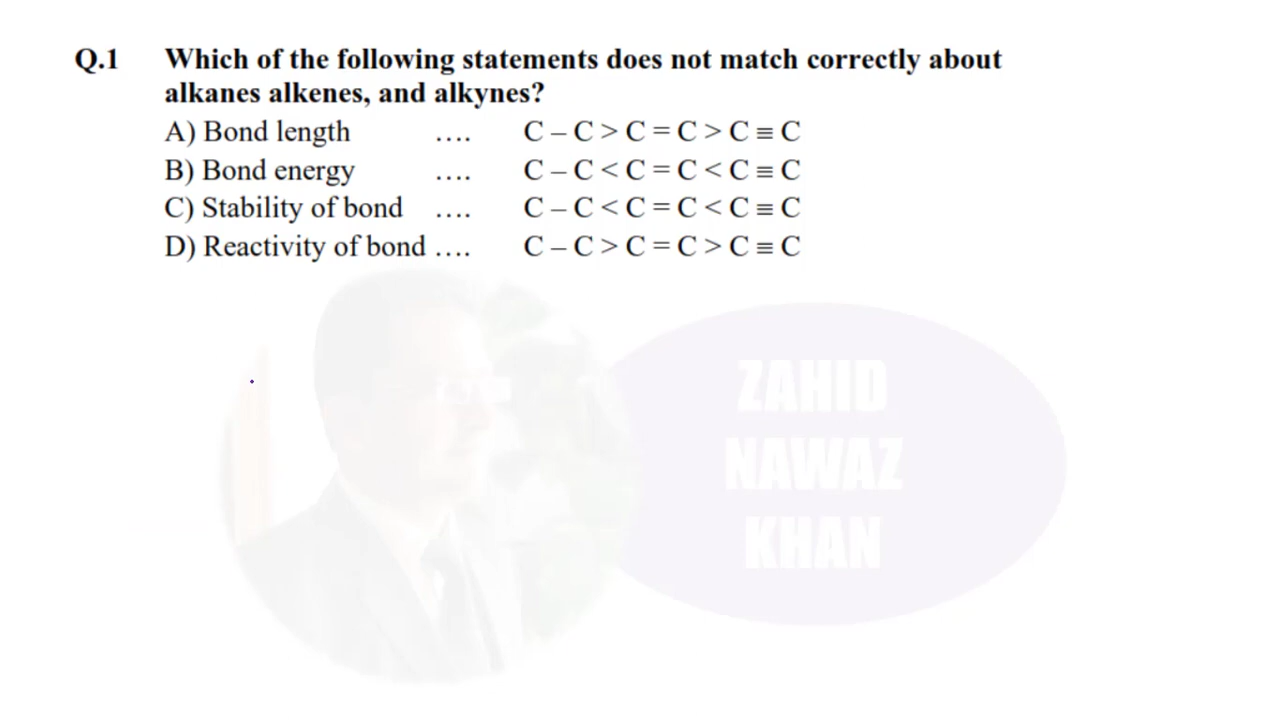 Q.1 Which of the following statements does not match correctly about
alkanes alkenes, and alkynes?
A) Bond length .... C – C > C = C > C ≡ C
B) Bond energy .... C – C < C = C < C ≡ C
C) Stability of bond .... C – C < C = C < C ≡ C
D) Reactivity of bond .... C – C > C = C > C ≡ C
ZAHID
NAWAZ
KHAN